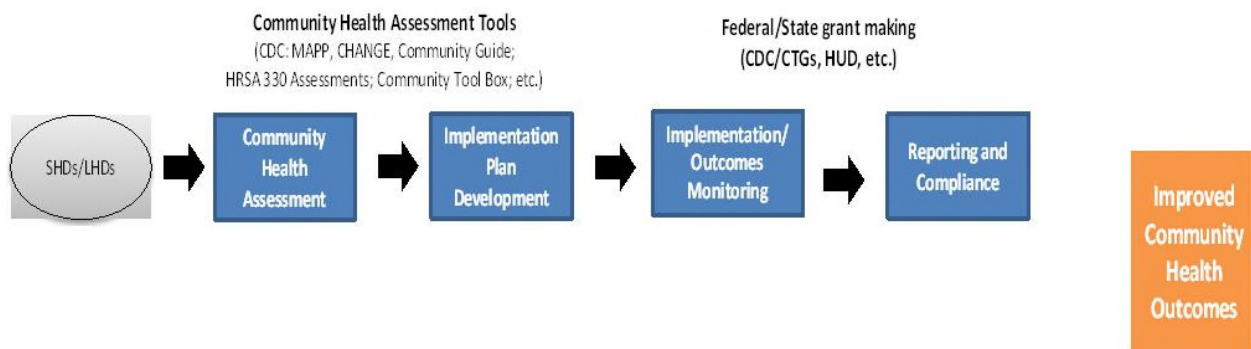 Community Health Assessment Tools
(CDC: MAPP, CHANGE, Community Guide;
HRSA 330 Assessments; Community Tool Box; etc.)
Federal/State grant making
(CDC/CTGs, HUD, etc.)
SHDs/LHDs
Community
Health
Assessment
Implementation
Plan
Development
Implementation/
Outcomes
Monitoring
Reporting and
Compliance
Improved
Community
Health
Outcomes